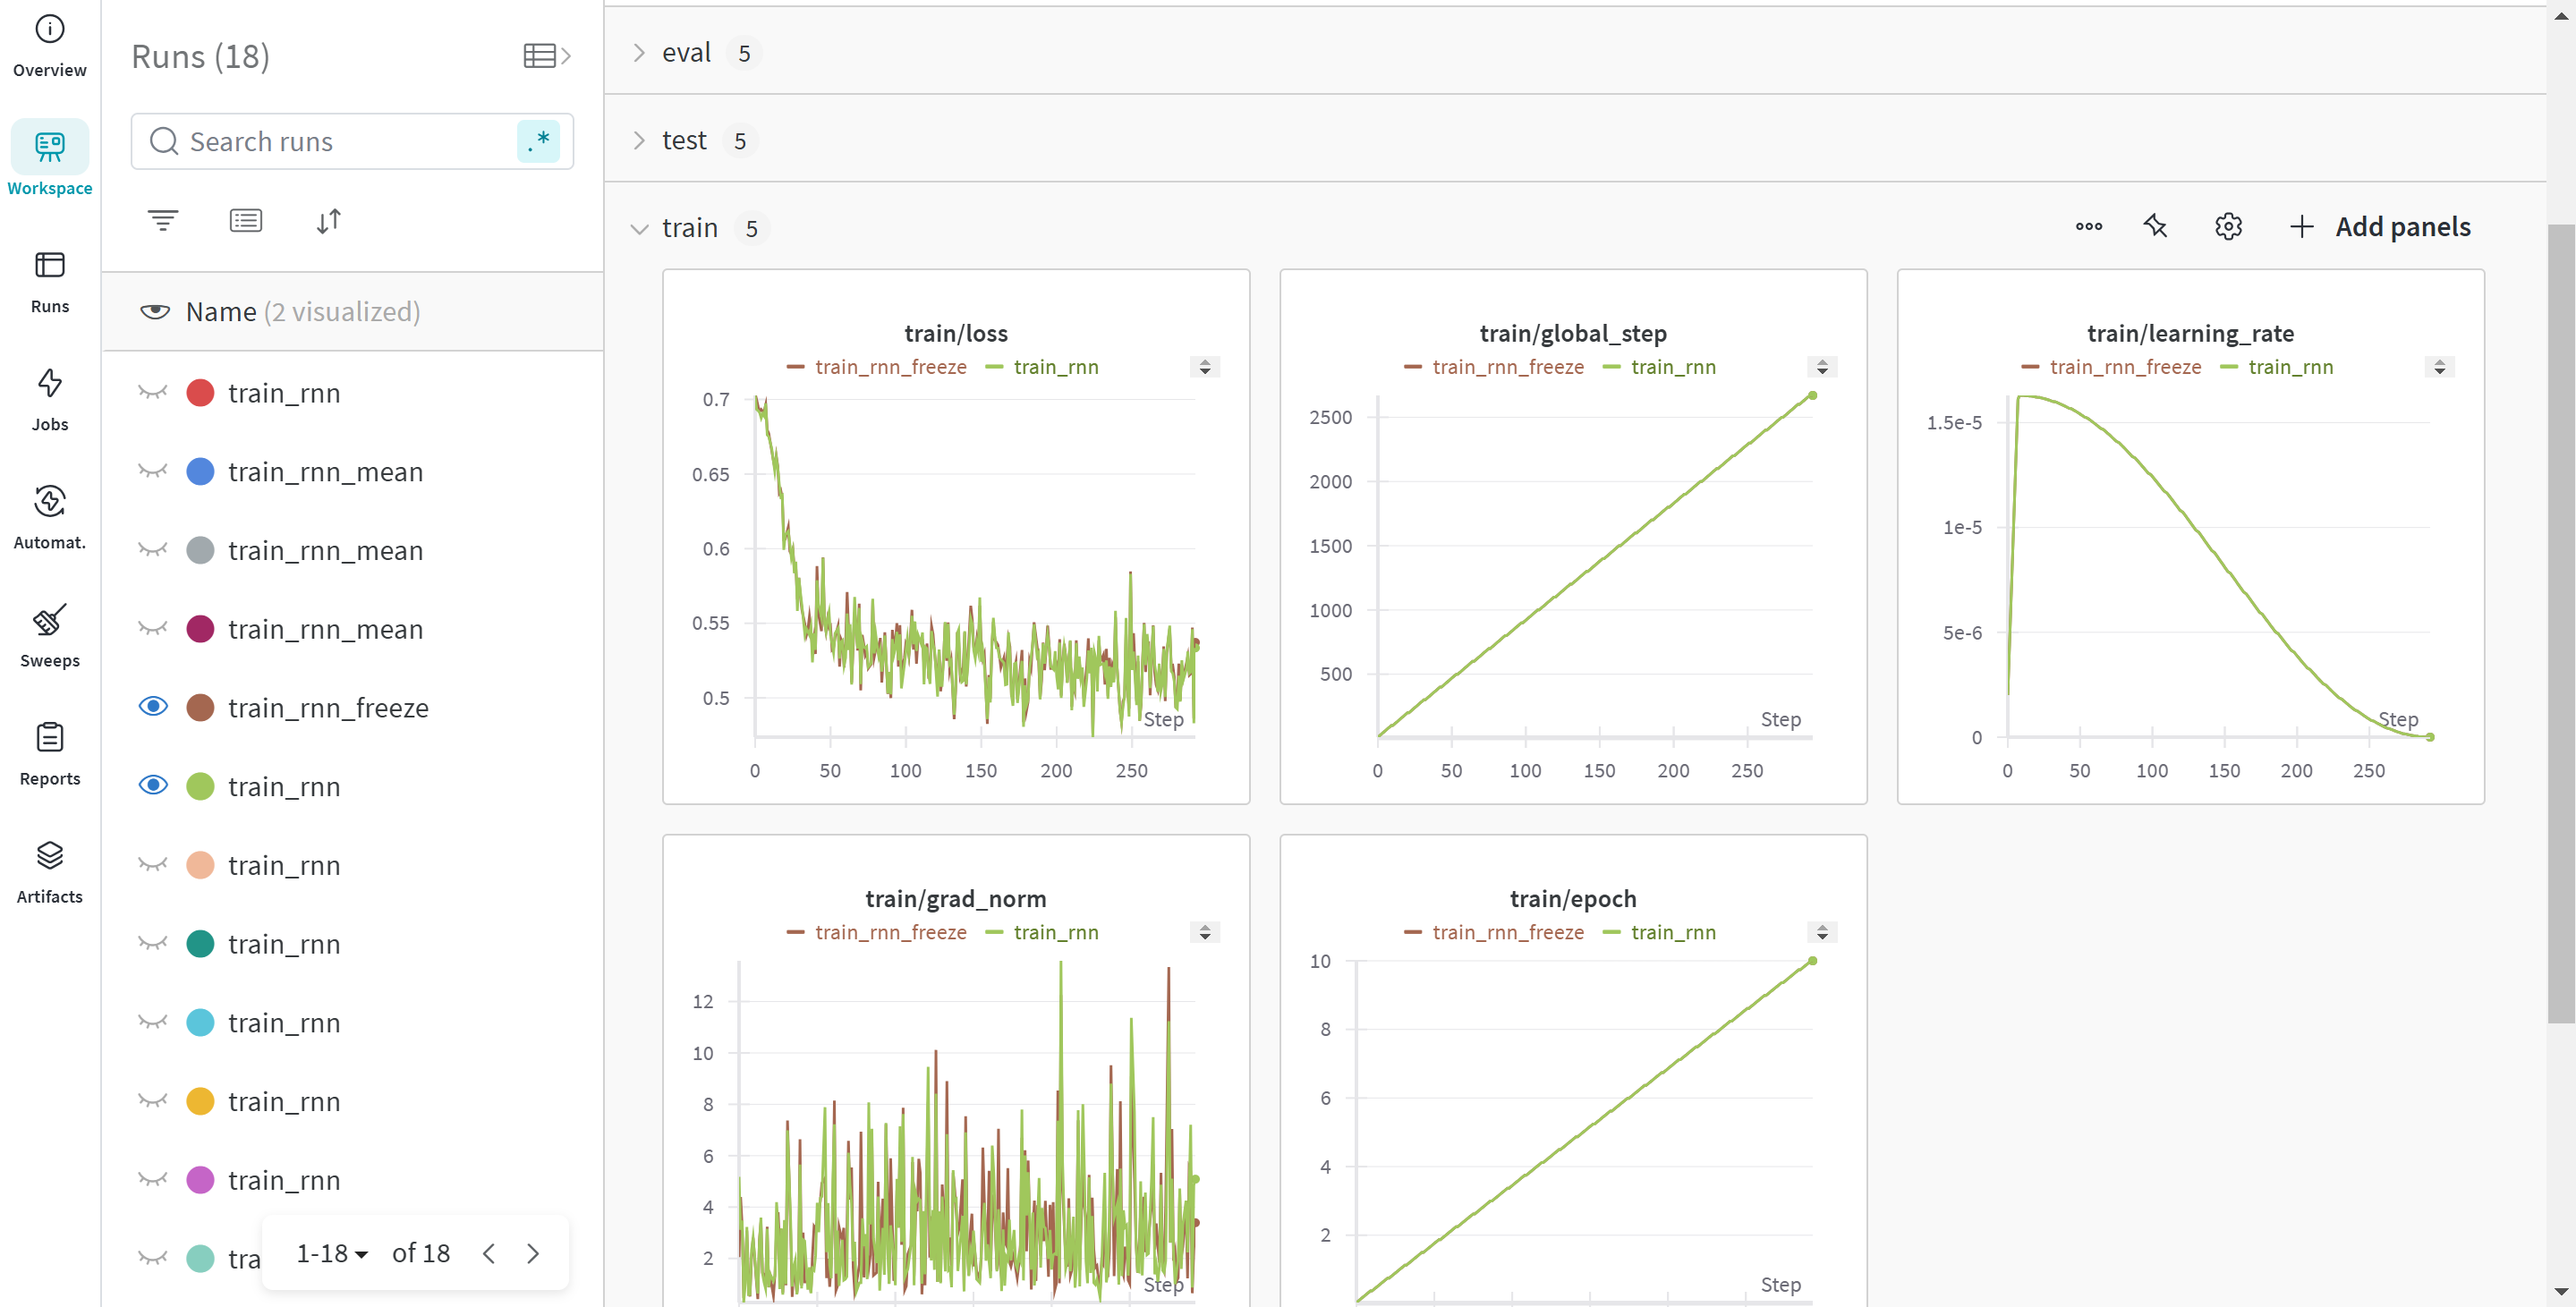 Overview
Workspace
Runs
Jobs
Automat.
Sweeps
Reports
Artifacts
Runs (18)
Search runs
.*
Name (2 visualized)
train_rnn
train_rnn_mean
train_rnn_mean
train_rnn_mean
train_rnn_freeze
train_rnn
train_rnn
train_rnn
train_rnn
train_rnn
train_rnn
tra
1-18 of 18
eval 5
test 5
train 5
Add panels
train/loss
train_rnn_freeze train_rnn
0.7
0.65
0.6
0.55
0.5
Step
0 50 100 150 200 250
train/global_step
train_rnn_freeze train_rnn
2500
2000
1500
1000
500
Step
0 50 100 150 200 250
train/learning_rate
train_rnn_freeze train_rnn
1.5e-5
1e-5
5e-6
0
Step
0 50 100 150 200 250
train/grad_norm
train_rnn_freeze train_rnn
12
10
8
6
4
2
Step
train/epoch
train_rnn_freeze train_rnn
10
8
6
4
2
Step